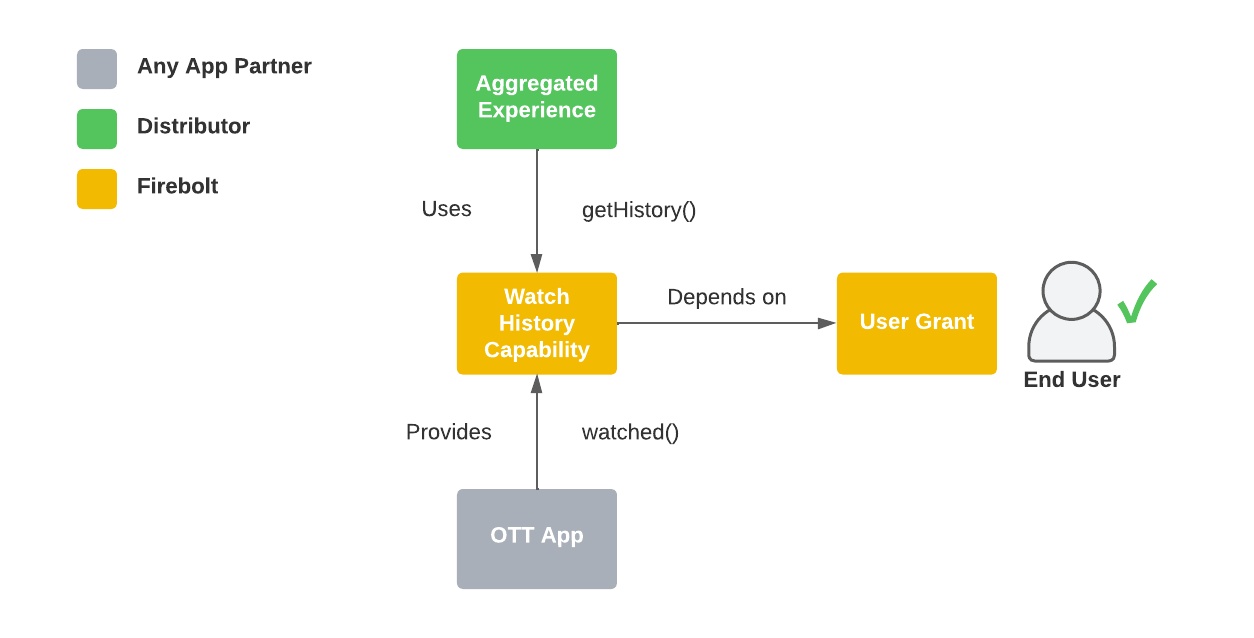 Any App Partner
Distributor
Firebolt
Aggregated
Experience
Uses
getHistory()
Watch
History
Capability
Depends on
User Grant
End User
Provides
watched()
OTT App